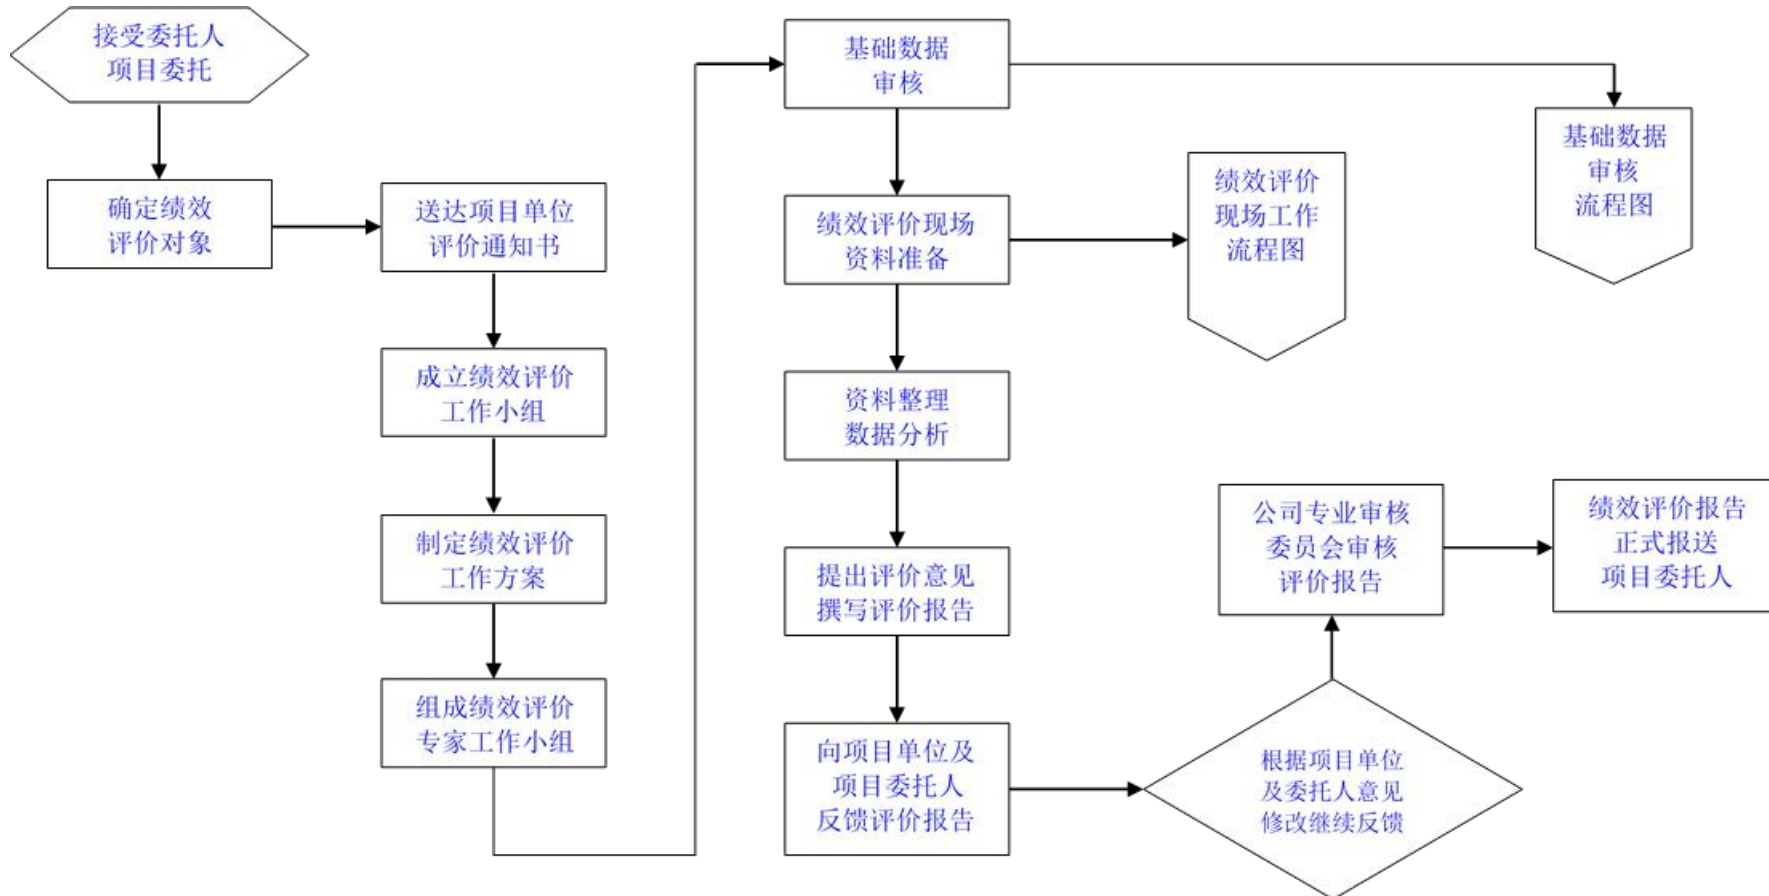 接受委托人
项目委托
确定绩效
评价对象
送达项目单位
评价通知书
成立绩效评价
工作小组
制定绩效评价
工作方案
组成绩效评价
专家工作小组
基础数据
审核
基础数据
审核
流程图
绩效评价现场
资料准备
绩效评价
现场工作
流程图
资料整理
数据分析
提出评价意见
撰写评价报告
向项目单位及
项目委托人
反馈评价报告
根据项目单位
及委托人意见
修改继续反馈
公司专业审核
委员会审核
评价报告
绩效评价报告
正式报送
项目委托人